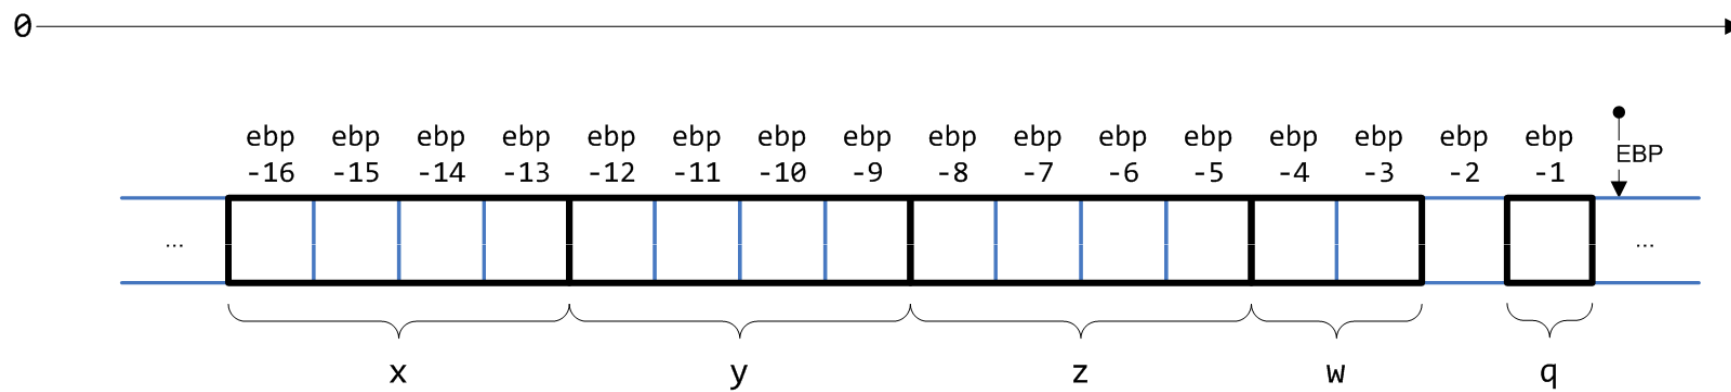 0
ebp ebp ebp ebp ebp ebp ebp ebp ebp ebp ebp ebp ebp ebp ebp ebp
-16 -15 -14 -13 -12 -11 -10 -9 -8 -7 -6 -5 -4 -3 -2 -1
EBP
... ...
x y z w q